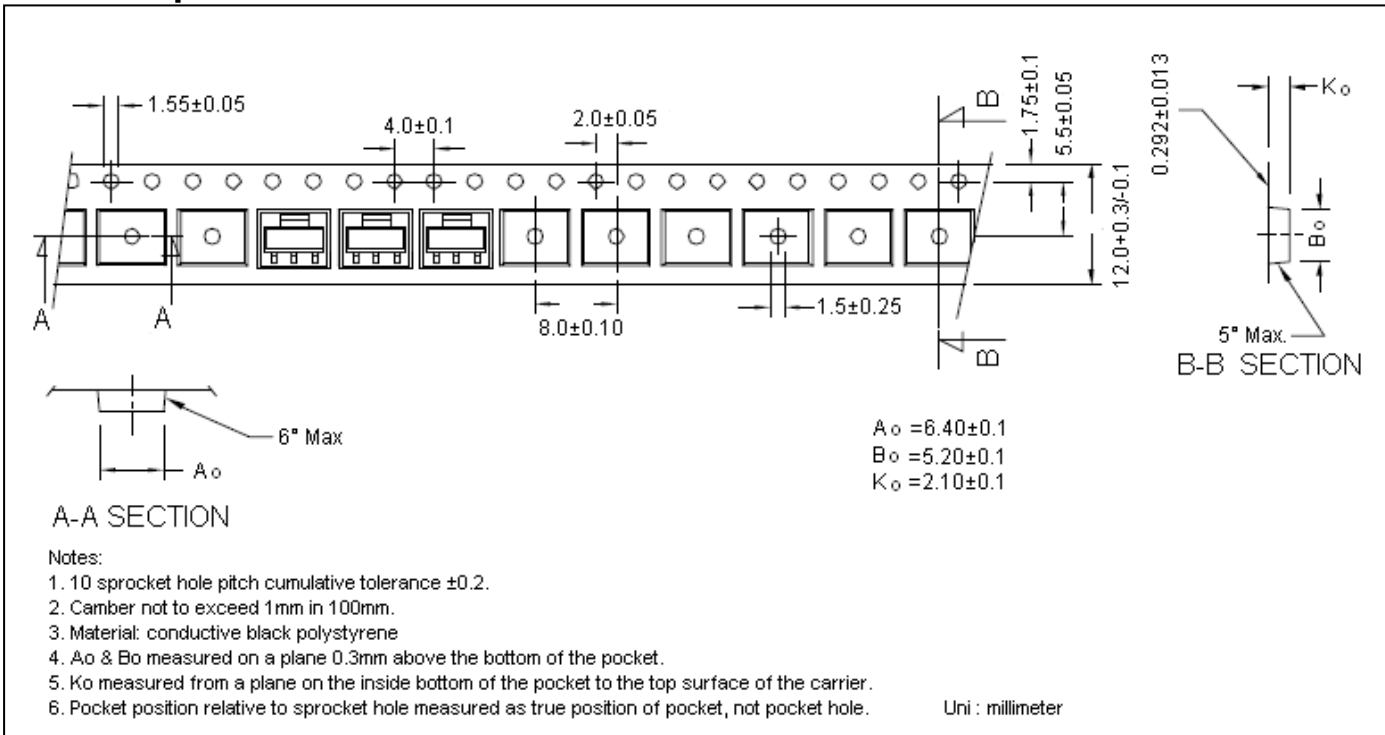 1.55±0.05
4.0±0.1
2.0±0.05
B
1.75±0.1
5.5±0.05
12.0+0.3/-0.1
0.292±0.013
Ko
Bo
A
A
8.0±0.10
1.5±0.25
B
5° Max.
B-B SECTION
6° Max
Ao
A-A SECTION
Ao =6.40±0.1
Bo =5.20±0.1
Ko =2.10±0.1
Notes:
1. 10 sprocket hole pitch cumulative tolerance ±0.2.
2. Camber not to exceed 1mm in 100mm.
3. Material: conductive black polystyrene
4. Ao & Bo measured on a plane 0.3mm above the bottom of the pocket.
5. Ko measured from a plane on the inside bottom of the pocket to the top surface of the carrier.
6. Pocket position relative to sprocket hole measured as true position of pocket, not pocket hole.
Uni : millimeter